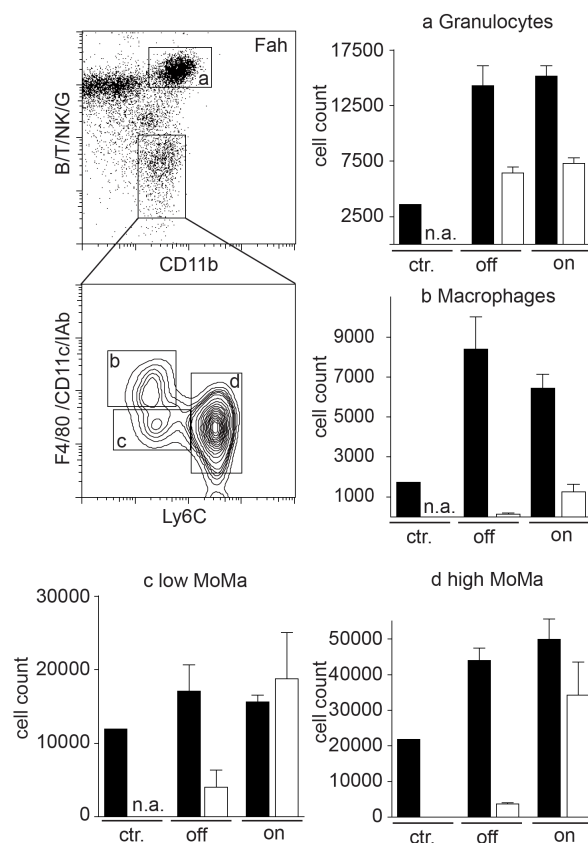 Fah
a
B/T/NK/G
CD11b
b
d
c
F4/80 /CD11c/IAb
Ly6C
a Granulocytes
17500
12500
7500
2500
cell count
n.a.
ctr. off on
b Macrophages
9000
7000
5000
3000
1000
cell count
n.a.
ctr. off on
c low MoMa
30000
20000
10000
0
cell count
n.a.
ctr. off on
d high MoMa
50000
40000
30000
20000
10000
0
cell count
ctr. off on